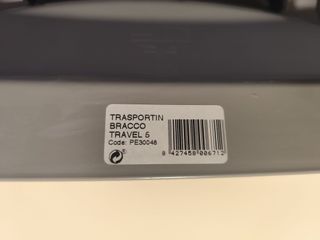 TRASPORTIN
BRACCO
TRAVEL 5
Code: PE30048
8 427458 006712